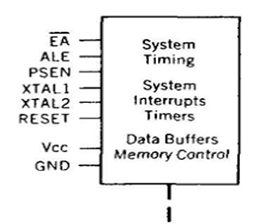 EA
ALE
PSEN
XTAL1
XTAL2
RESET
Vcc
GND
System
Timing
System
Interrupts
Timers
Data Buffers
Memory Control